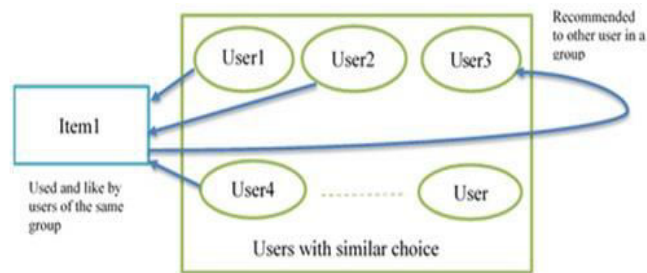 Recommended
to other user in a
group
User1
User2
User3
Item1
Used and like by
users of the same
group
User4
User
Users with similar choice